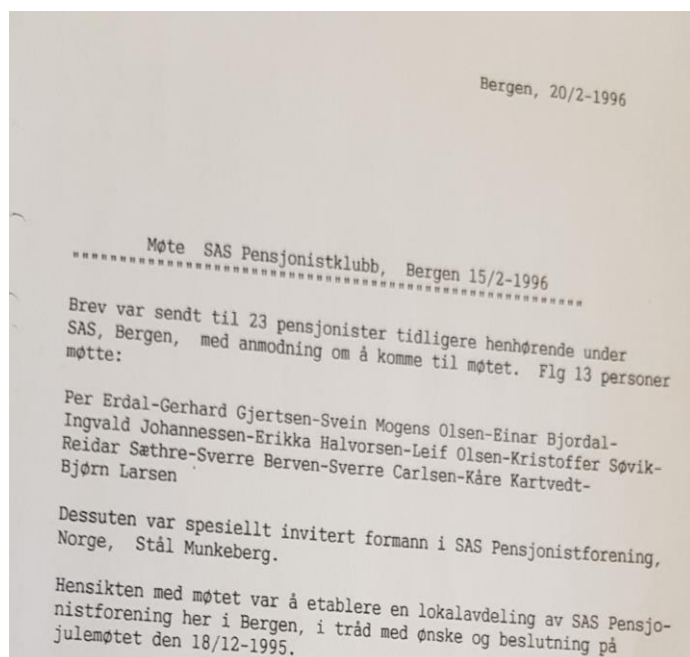 Bergen, 20/2-1996
Møte SAS Pensjonistklubb, Bergen 15/2-1996
Brev var sendt til 23 pensjonister tidligere henhørende under
SAS, Bergen, med anmodning om å komme til møtet. Flg 13 personer
møtte:
Per Erdal-Gerhard Gjertsen-Svein Mogens Olsen-Einar Bjordal-
Ingvald Johannessen-Erikka Halvorsen-Leif Olsen-Kristoffer Søvik-
Reidar Sæthre-Sverre Berven-Sverre Carlsen-Kåre Kartvedt-
Bjørn Larsen
Dessuten var spesiellt invitert formann i SAS Pensjonistforening,
Norge, Stål Munkeberg.
Hensikten med møtet var å etablere en lokalavdeling av SAS Pensjo-
nistforening her i Bergen, i tråd med ønske og beslutning på
julemøtet den 18/12-1995.